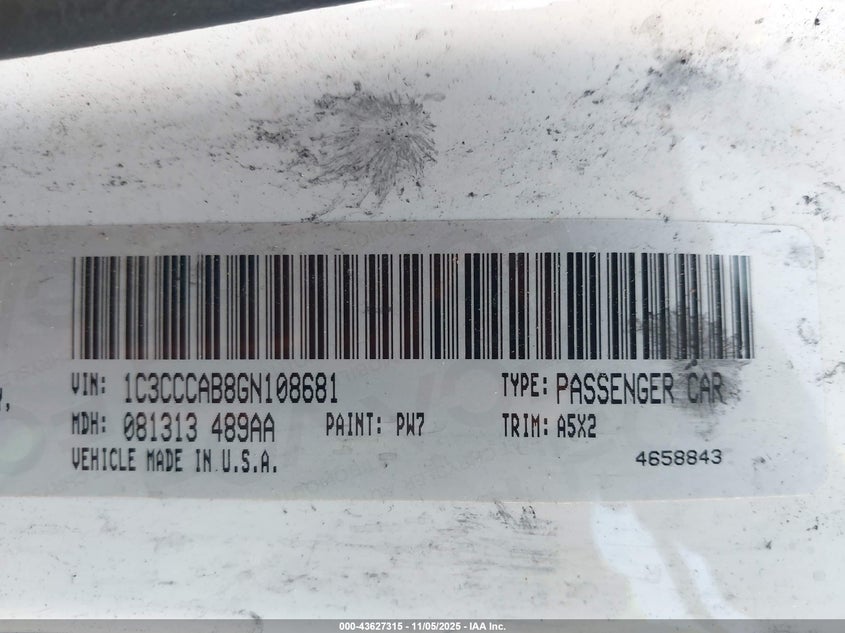 VIN: 1C3CCCAB8GN108681 TYPE: PASSENGER CAR
MDH: 081313 489AA PAINT: PW7 TRIM: A5X2
VEHICLE MADE IN U.S.A. 4658843
000-43627315 - 11/05/2025 - IAA Inc.